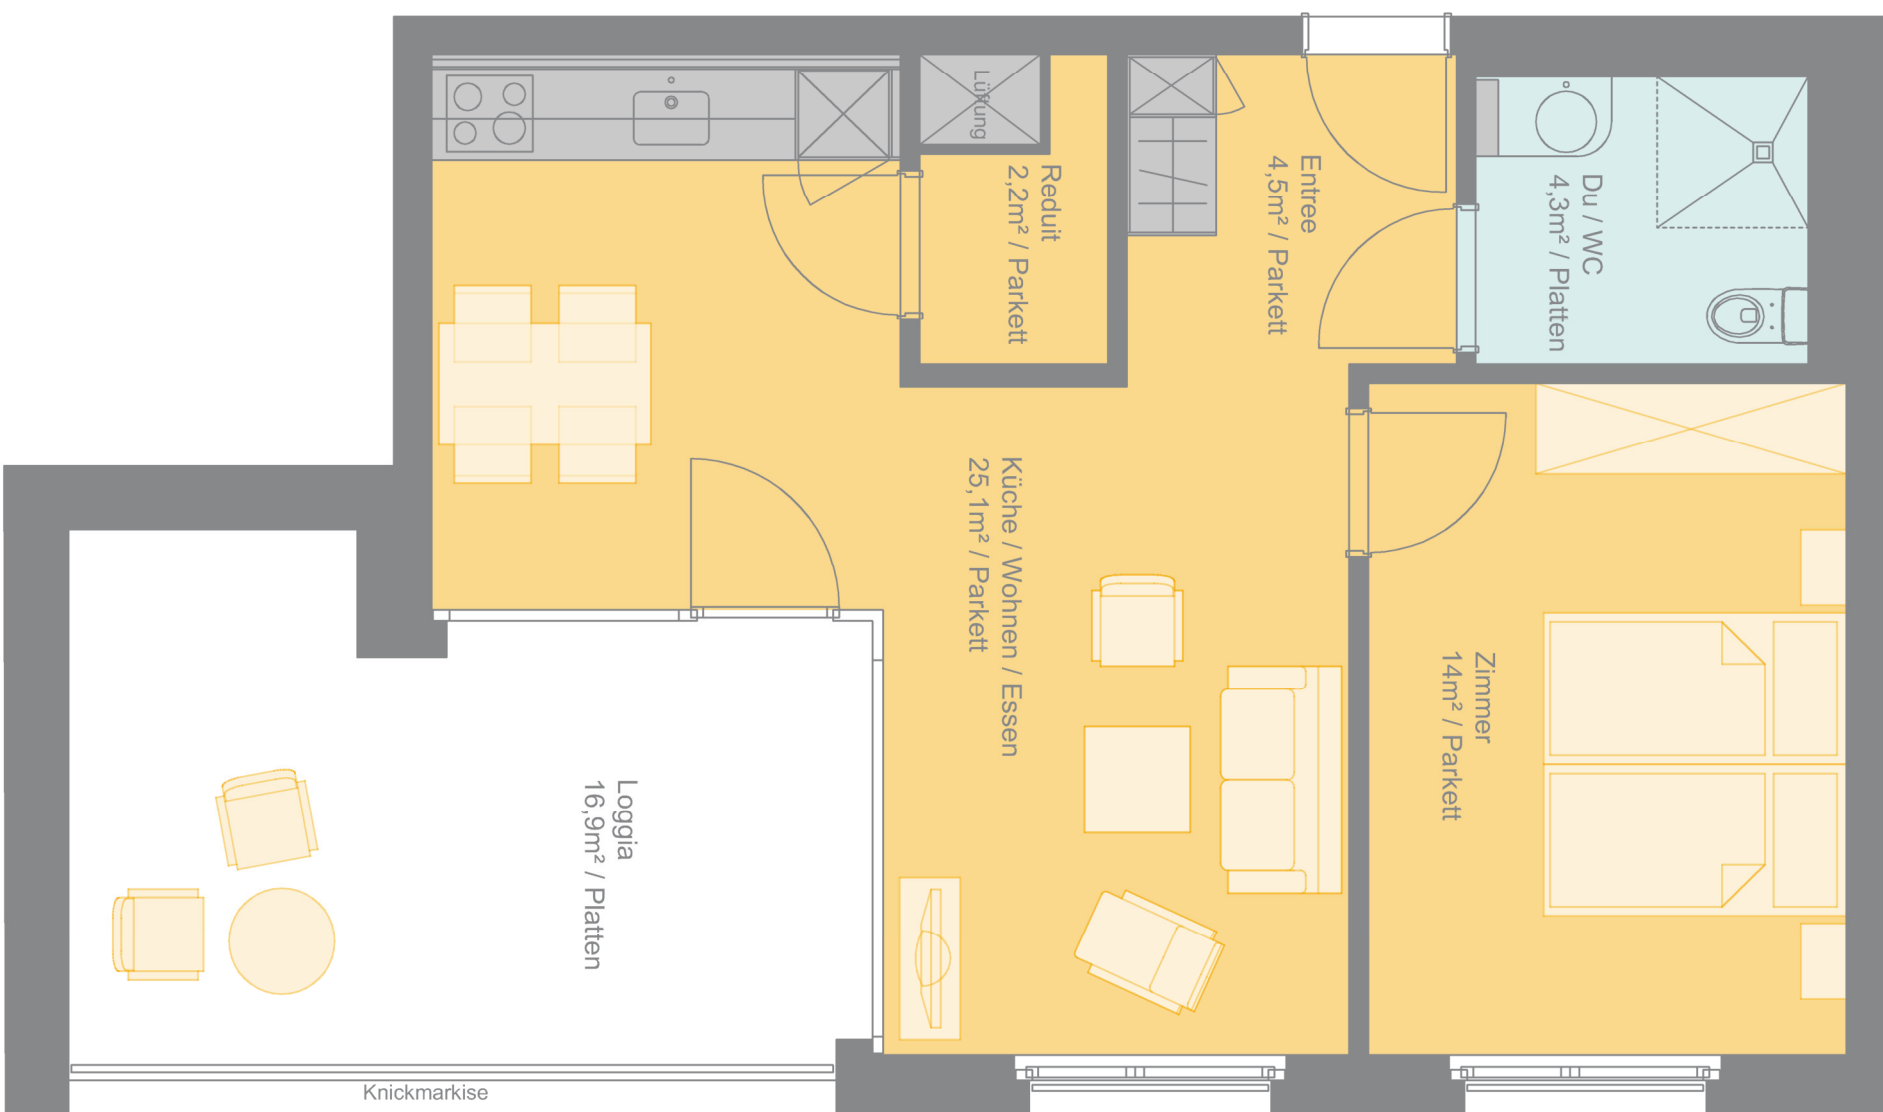 Lüftung
Reduit
2,2m² / Parkett
Entree
4,5m² / Parkett
Du / WC
4,3m² / Platten
Küche / Wohnen / Essen
25,1m² / Parkett
Zimmer
14m² / Parkett
Loggia
16,9m² / Platten
Knickmarkise